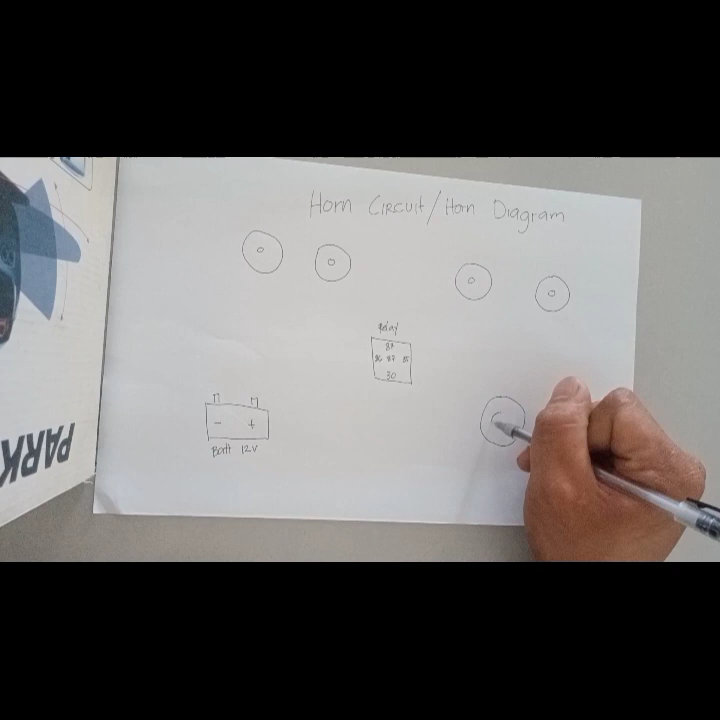 Horn Circuit/Horn Diagram
Relay
87
86 87 85
30
- +
Batt 12V
PARK